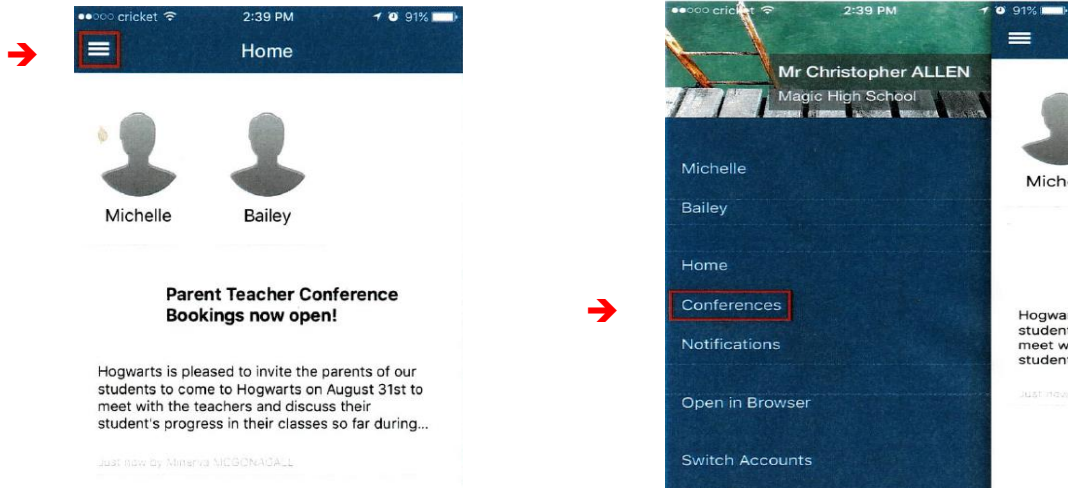 cricket 2:39 PM 91%
Home
Michelle Bailey
Parent Teacher Conference
Bookings now open!
Hogwarts is pleased to invite the parents of our
students to come to Hogwarts on August 31st to
meet with the teachers and discuss their
student's progress in their classes so far during...
Just now by Minerva MCGONAGALL
cricket 2:39 PM 91%
Mr Christopher ALLEN
Magic High School
Michelle
Bailey
Home
Conferences
Notifications
Open in Browser
Switch Accounts
Mich
Hogwar
student
meet w
student
Just now